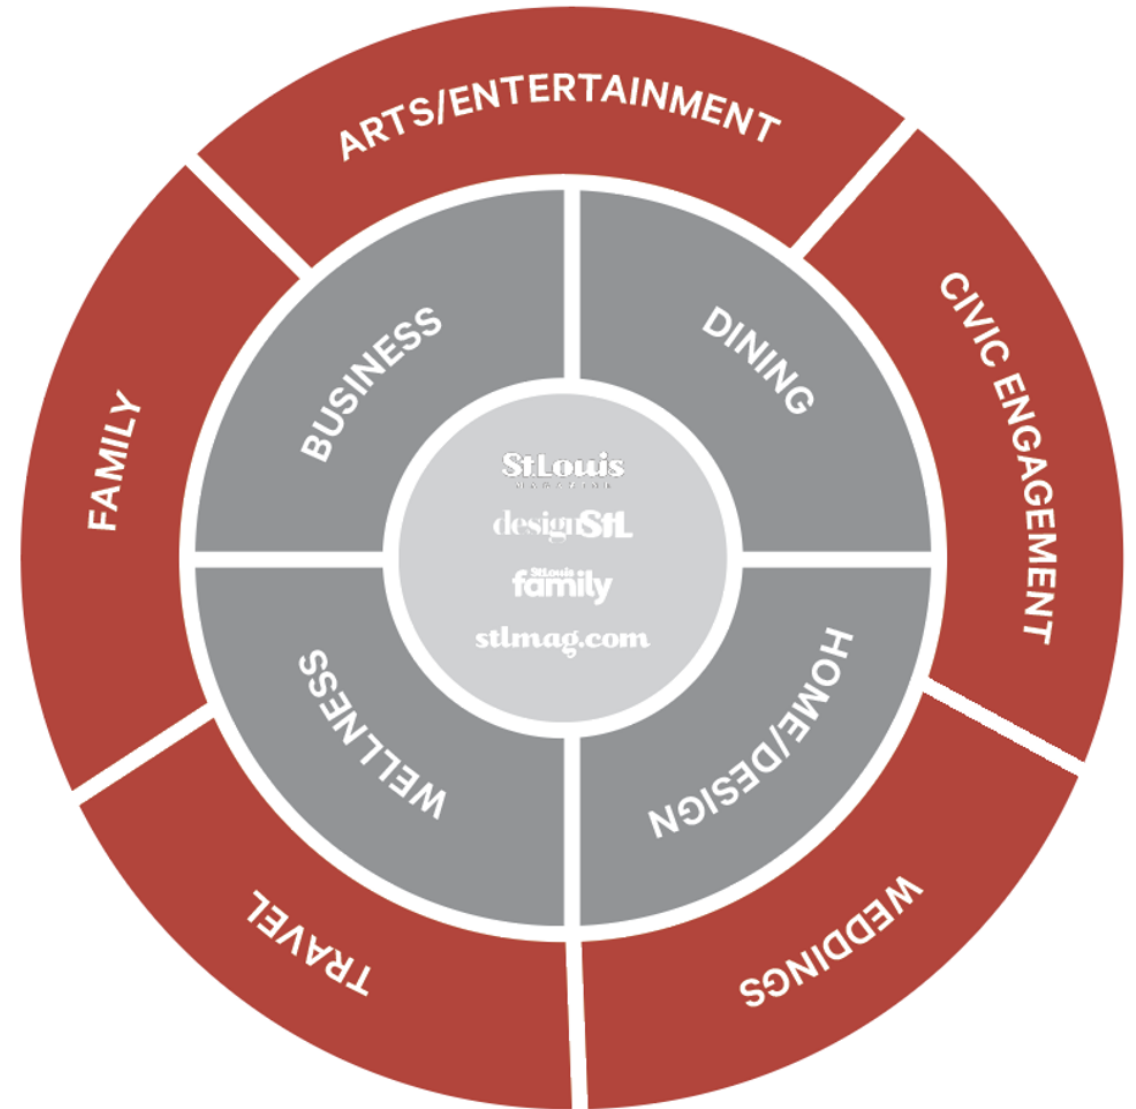 ARTS/ENTERTAINMENT
CIVIC ENGAGEMENT
WEDDINGS
TRAVEL
FAMILY
BUSINESS
DINING
HOME/DESIGN
WELLNESS
St.Louis
MAGAZINE
designStL
St.Louis
family
stlmag.com